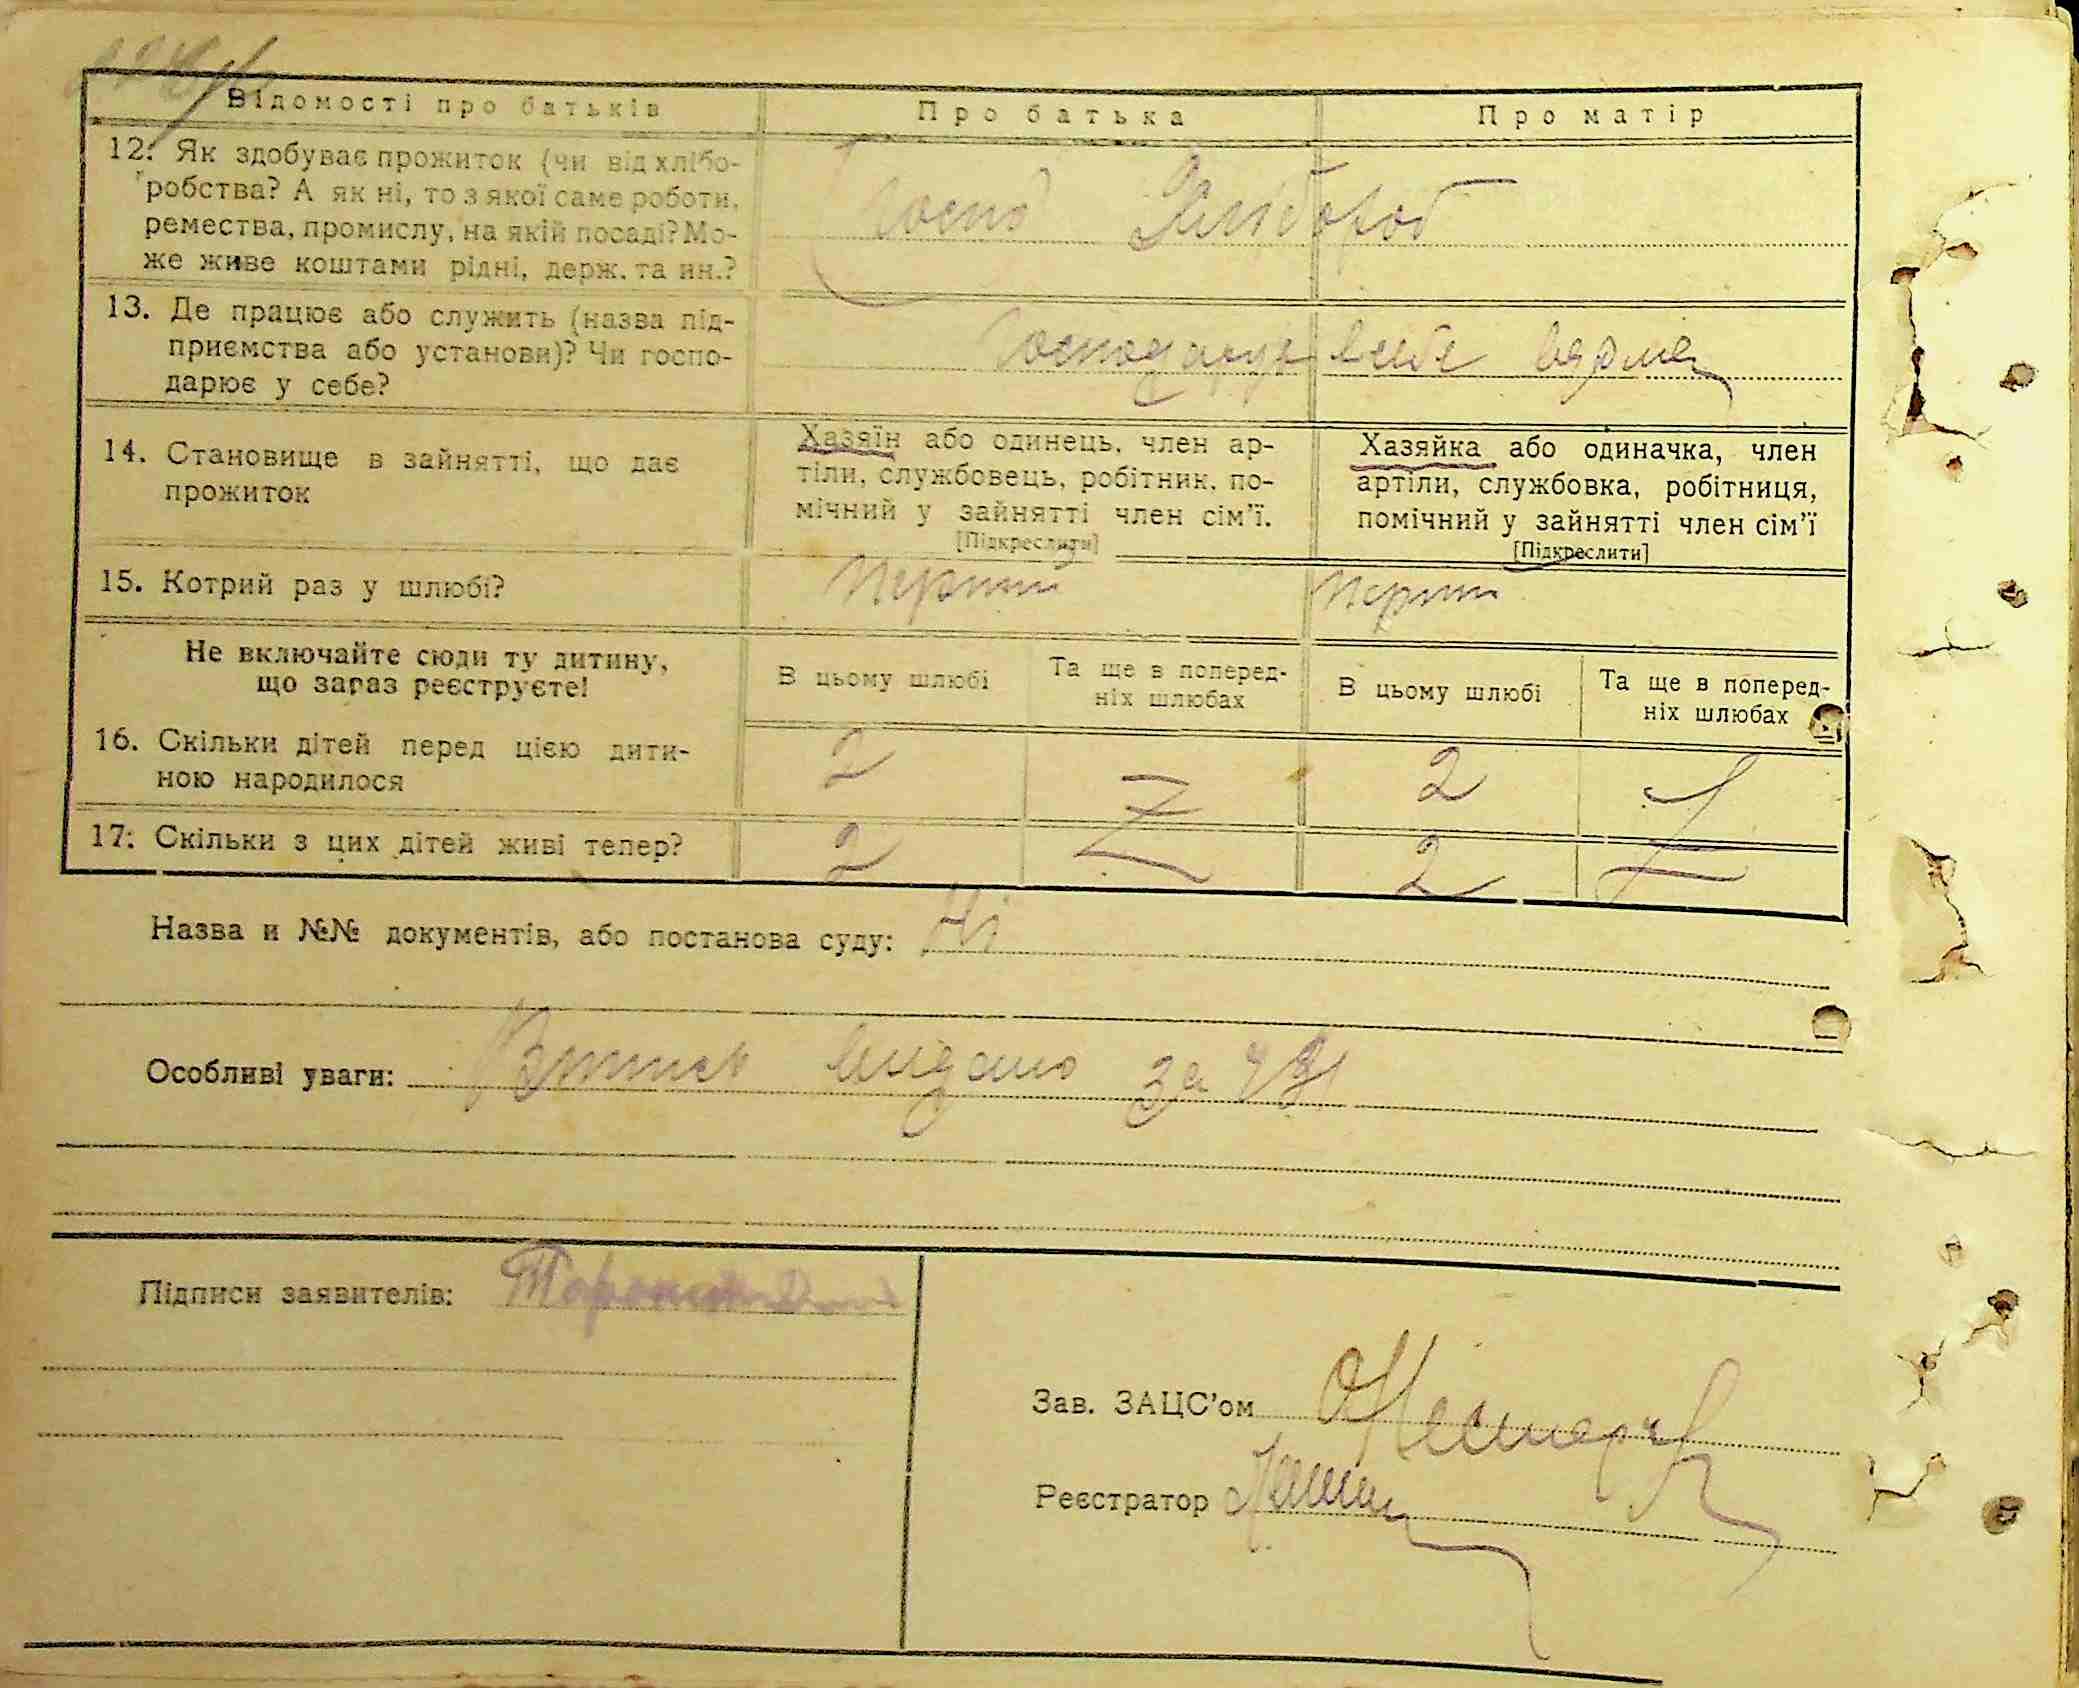 Відомості про батьків Про батька Про матір
12. Як здобуває прожиток (чи від хлібо-
робства? А як ні, то з якої саме роботи,
ремества, промислу, на якій посаді? Мо-
же живе коштами рідні, держ. та ин.?
Хлібороб
13. Де працює або служить (назва під-
приємства або установи)? Чи госпо-
дарює у себе?
14. Становище в зайнятті, що дає
прожиток
Хазяїн або одинець, член ар-
тіли, службовець, робітник, по-
мічний у зайнятті член сім'ї.
[Підкреслити]
Хазяйка або одиначка, член
артіли, службовка, робітниця,
помічний у зайнятті член сім'ї
[Підкреслити]
15. Котрий раз у шлюбі? перший перший
Не включайте сюди ту дитину,
що зараз реєструєте!
В цьому шлюбі
Та ще в поперед-
ніх шлюбах
В цьому шлюбі
Та ще в поперед-
ніх шлюбах
16. Скільки дітей перед цією дити-
ною народилося
2 2
17. Скільки з цих дітей живі тепер? 2 2
Назва и №№ документів, або постанова суду: Ні
Особливі уваги: Витяг видано за
Підписи заявителів:
Зав. ЗАЦС'ом
Реєстратор